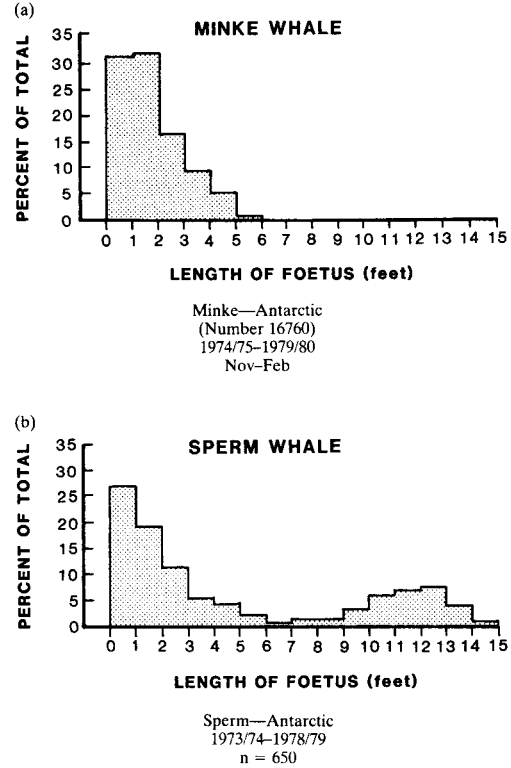 (a)
MINKE WHALE
PERCENT OF TOTAL
35
30
25
20
15
10
5
0
0 1 2 3 4 5 6 7 8 9 10 11 12 13 14 15
LENGTH OF FOETUS (feet)
Minke—Antarctic
(Number 16760)
1974/75–1979/80
Nov–Feb
(b)
SPERM WHALE
PERCENT OF TOTAL
35
30
25
20
15
10
5
0
0 1 2 3 4 5 6 7 8 9 10 11 12 13 14 15
LENGTH OF FOETUS (feet)
Sperm—Antarctic
1973/74–1978/79
n = 650